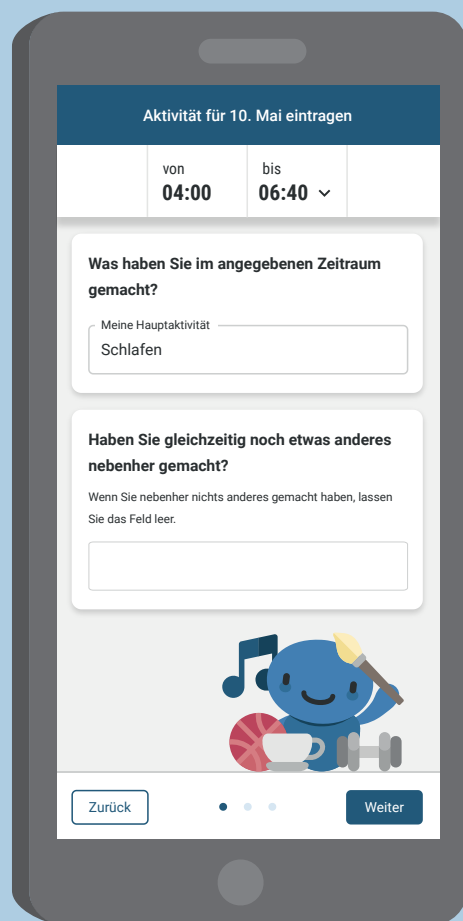 Aktivität für 10. Mai eintragen
von bis
04:00 06:40
Was haben Sie im angegebenen Zeitraum
gemacht?
Meine Hauptaktivität
Schlafen
Haben Sie gleichzeitig noch etwas anderes
nebenher gemacht?
Wenn Sie nebenher nichts anderes gemacht haben, lassen
Sie das Feld leer.
Zurück Weiter